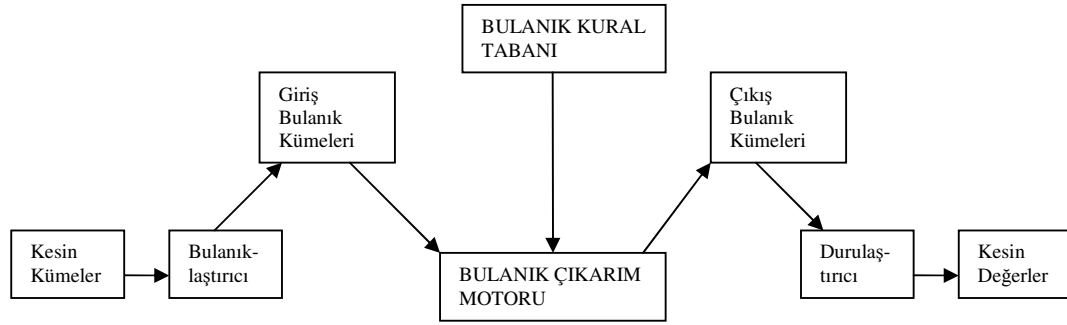 BULANIK KURAL
TABANI
Giriş
Bulanık
Kümeleri
Çıkış
Bulanık
Kümeleri
Kesin
Kümeler
Bulanık-
laştırıcı
BULANIK ÇIKARIM
MOTORU
Durulaş-
tırıcı
Kesin
Değerler